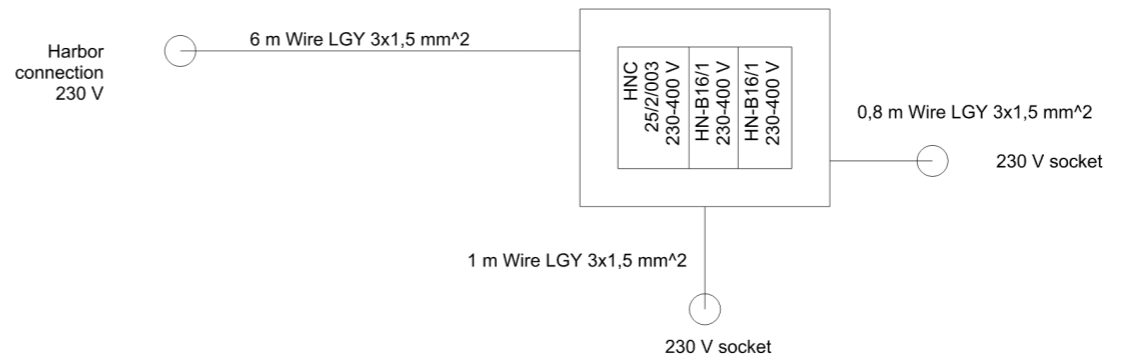 Harbor
connection
230 V
6 m Wire LGY 3x1,5 mm^2
HNC
25/2/003
230-400 V
HN-B16/1
230-400 V
HN-B16/1
230-400 V
0,8 m Wire LGY 3x1,5 mm^2
230 V socket
1 m Wire LGY 3x1,5 mm^2
230 V socket